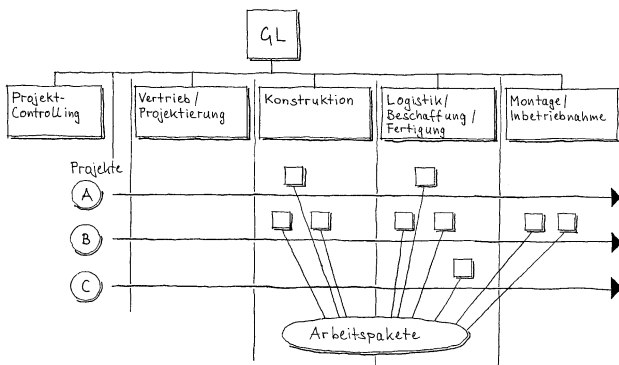 GL
Projekt-
Controlling
Vertrieb/
Projektierung
Konstruktion
Logistik/
Beschaffung/
Fertigung
Montage/
Inbetriebnahme
Projekte
A
B
C
Arbeitspakete